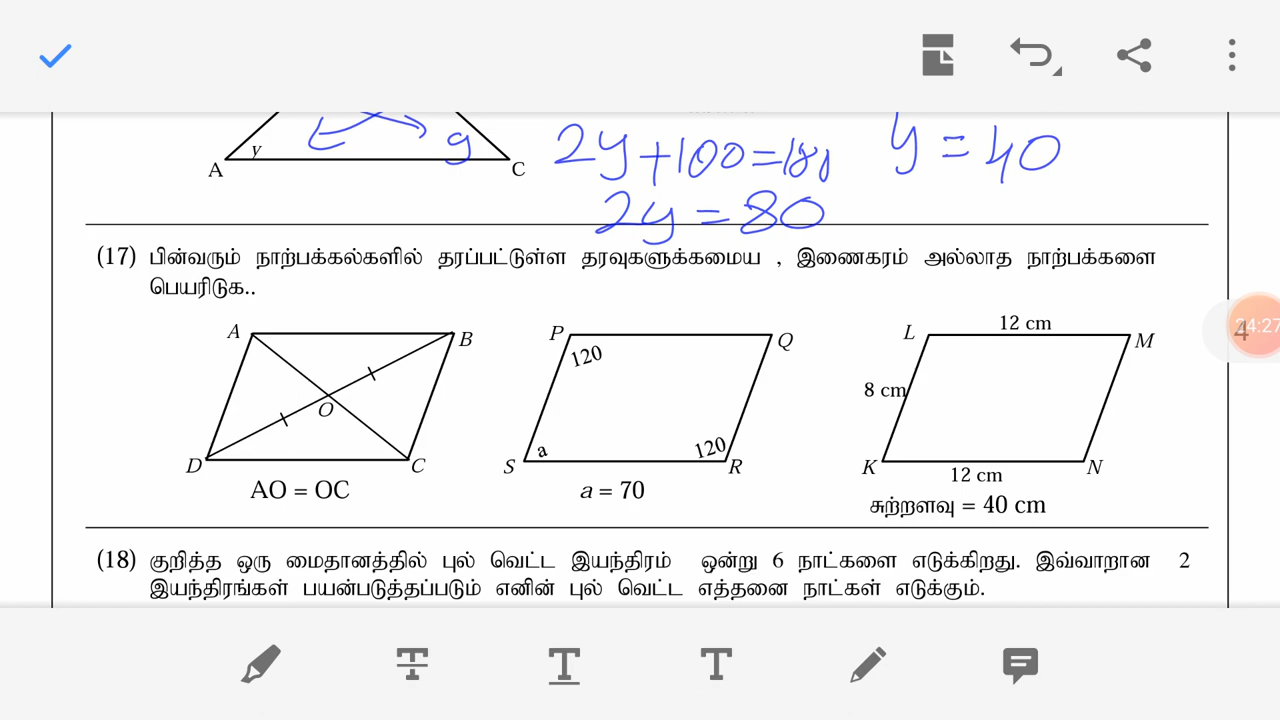 y
g
A
C
2y+100=180
y = 40
2y = 80
(17) பின்வரும் நாற்பக்கல்களில் தரப்பட்டுள்ள தரவுகளுக்கமைய , இணைகரம் அல்லாத நாற்பக்களை
பெயரிடுக..
A
B
O
D
C
AO = OC
P
Q
120
a
120
S
R
a = 70
12 cm
L
M
8 cm
K
N
12 cm
சுற்றளவு = 40 cm
24:27
4
(18) குறித்த ஒரு மைதானத்தில் புல் வெட்ட இயந்திரம் ஒன்று 6 நாட்களை எடுக்கிறது. இவ்வாறான 2
இயந்திரங்கள் பயன்படுத்தப்படும் எனின் புல் வெட்ட எத்தனை நாட்கள் எடுக்கும்.
T
T
T